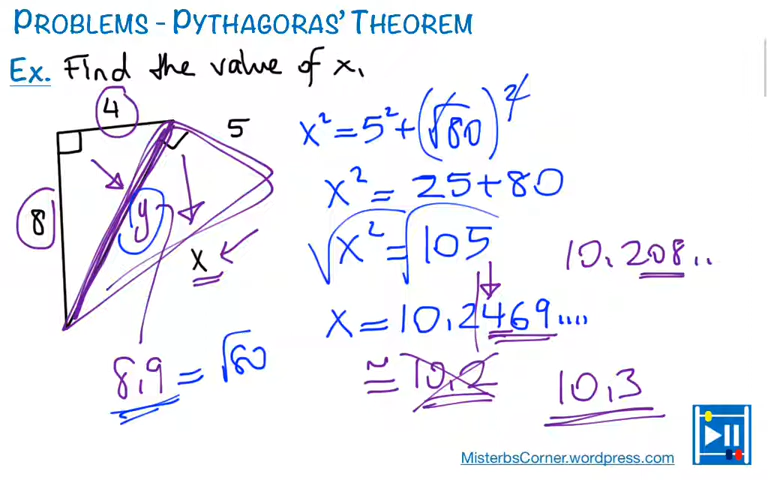 PROBLEMS - PYTHAGORAS' THEOREM
Ex. Find the value of x.
4
5
8
y
x
x² = 5² + (√80)²
x² = 25 + 80
√x² = √105
10.208..
x = 10.2469....
8.9 = √80
≅ 10.2
10.3
MisterbsCorner.wordpress.com